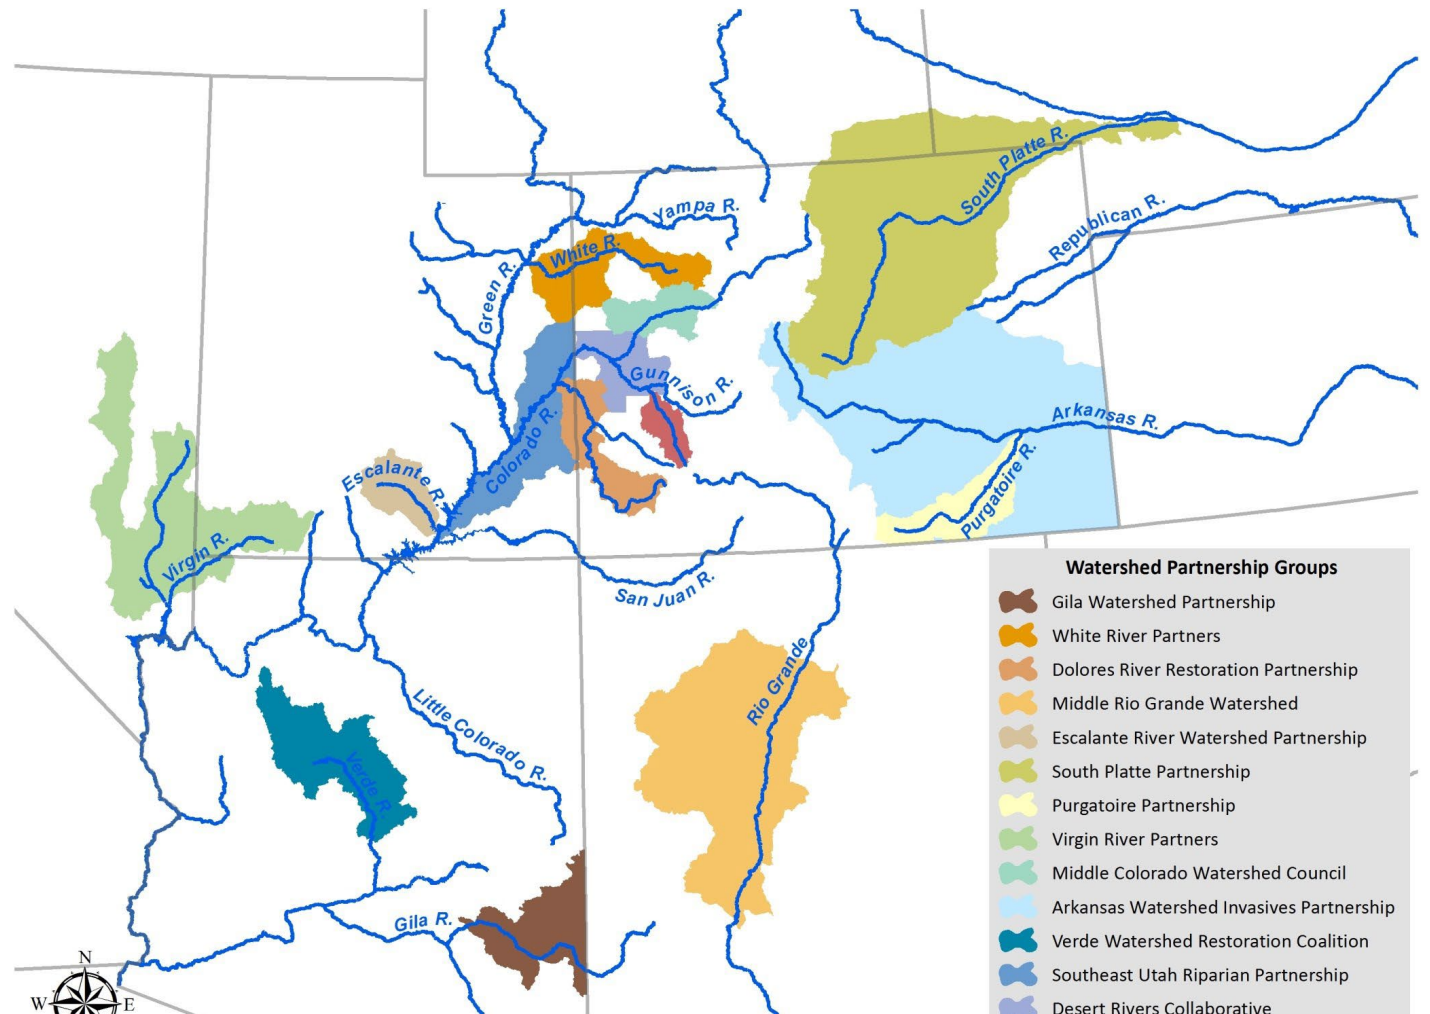 South Platte R.
Yampa R.
Republican R.
White R.
Green R.
Gunnison R.
Arkansas R.
Colorado R.
Escalante R.
Purgatoire R.
Virgin R.
San Juan R.
Rio Grande
Little Colorado R.
Verde R.
Gila R.
N
W
E
Watershed Partnership Groups
Gila Watershed Partnership
White River Partners
Dolores River Restoration Partnership
Middle Rio Grande Watershed
Escalante River Watershed Partnership
South Platte Partnership
Purgatoire Partnership
Virgin River Partners
Middle Colorado Watershed Council
Arkansas Watershed Invasives Partnership
Verde Watershed Restoration Coalition
Southeast Utah Riparian Partnership
Desert Rivers Collaborative